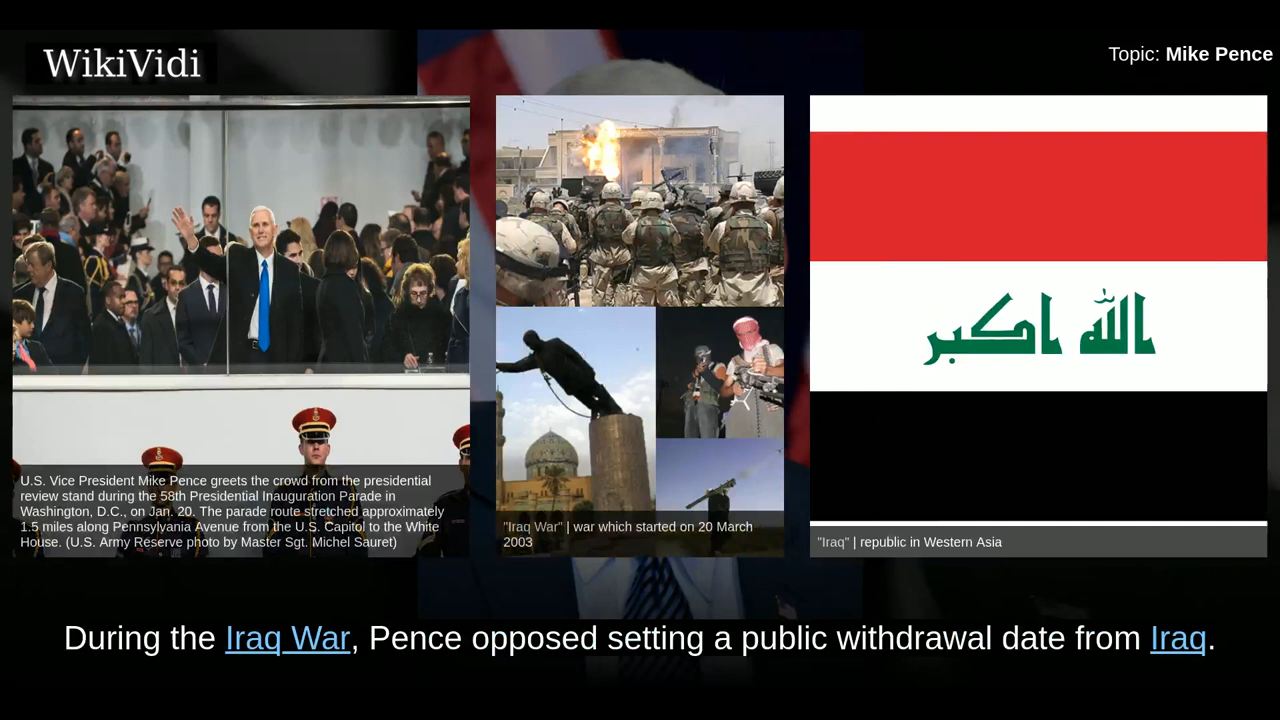 WikiVidi
Topic: Mike Pence
الله اكبر
U.S. Vice President Mike Pence greets the crowd from the presidential
review stand during the 58th Presidential Inauguration Parade in
Washington, D.C., on Jan. 20. The parade route stretched approximately
1.5 miles along Pennsylvania Avenue from the U.S. Capitol to the White
House. (U.S. Army Reserve photo by Master Sgt. Michel Sauret)
"Iraq War" | war which started on 20 March
2003
"Iraq" | republic in Western Asia
During the Iraq War, Pence opposed setting a public withdrawal date from Iraq.